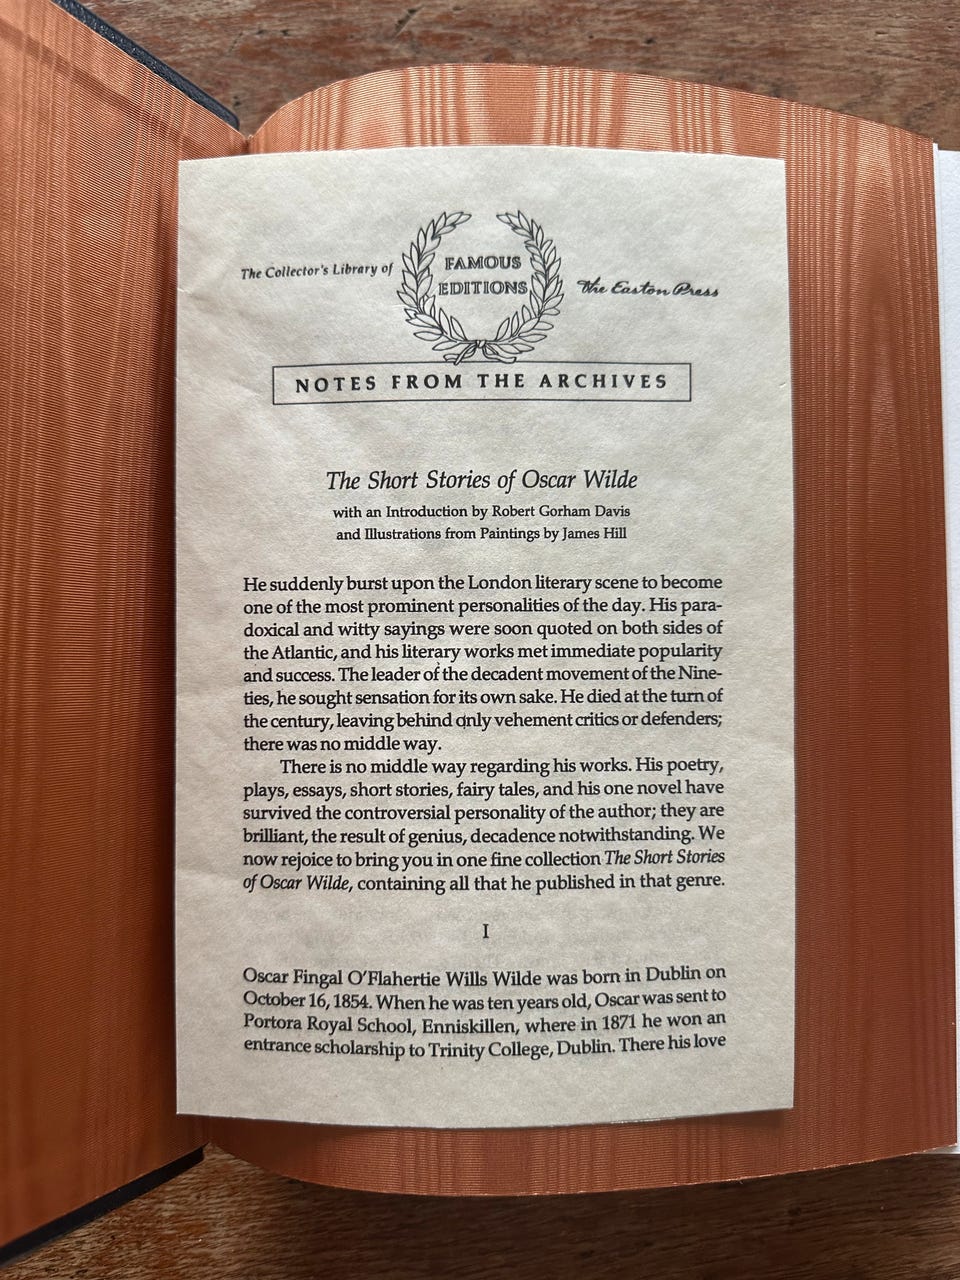 The Collector's Library of
FAMOUS
EDITIONS
The Easton Press
NOTES FROM THE ARCHIVES
The Short Stories of Oscar Wilde
with an Introduction by Robert Gorham Davis
and Illustrations from Paintings by James Hill
He suddenly burst upon the London literary scene to become
one of the most prominent personalities of the day. His para-
doxical and witty sayings were soon quoted on both sides of
the Atlantic, and his literary works met immediate popularity
and success. The leader of the decadent movement of the Nine-
ties, he sought sensation for its own sake. He died at the turn of
the century, leaving behind only vehement critics or defenders;
there was no middle way.
There is no middle way regarding his works. His poetry,
plays, essays, short stories, fairy tales, and his one novel have
survived the controversial personality of the author; they are
brilliant, the result of genius, decadence notwithstanding. We
now rejoice to bring you in one fine collection The Short Stories
of Oscar Wilde, containing all that he published in that genre.
I
Oscar Fingal O'Flahertie Wills Wilde was born in Dublin on
October 16, 1854. When he was ten years old, Oscar was sent to
Portora Royal School, Enniskillen, where in 1871 he won an
entrance scholarship to Trinity College, Dublin. There his love